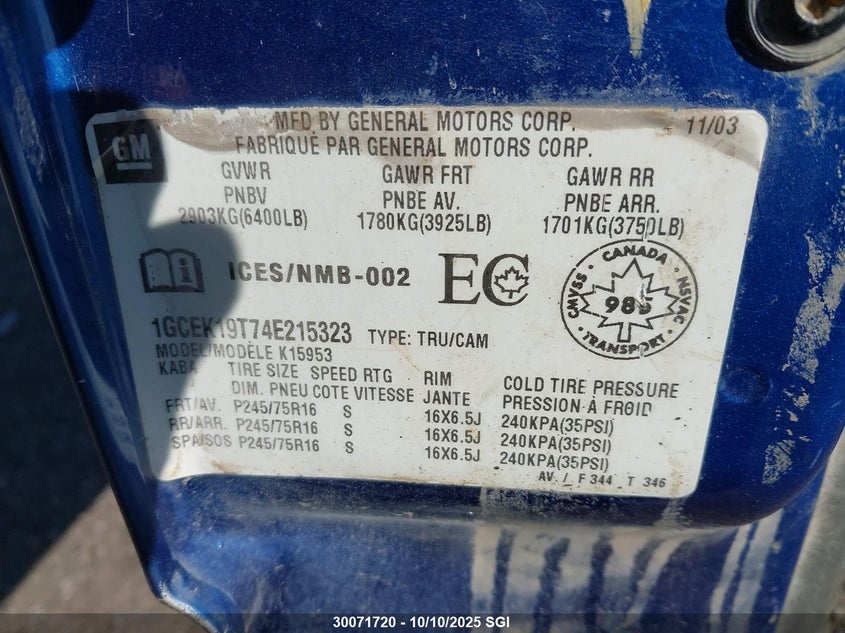 MFD BY GENERAL MOTORS CORP. 11/03
GM
FABRIQUÉ PAR GENERAL MOTORS CORP.
GVWR GAWR FRT GAWR RR
PNBV PNBE AV. PNBE ARR.
2903KG(6400LB) 1780KG(3925LB) 1701KG(3750LB)
ICES/NMB-002 EC
CANADA
CMVSS NSVAC
985
TRANSPORT
1GCEK19T74E215323 TYPE: TRU/CAM
MODEL/MODÈLE K15953
KABA TIRE SIZE SPEED RTG RIM COLD TIRE PRESSURE
DIM. PNEU COTE VITESSE JANTE PRESSION À FROID
FRT/AV. P245/75R16 S 16X6.5J 240KPA(35PSI)
RR/ARR. P245/75R16 S 16X6.5J 240KPA(35PSI)
SPA/SOS P245/75R16 S 16X6.5J 240KPA(35PSI)
AV / F 344 T 346
30071720 - 10/10/2025 SGI